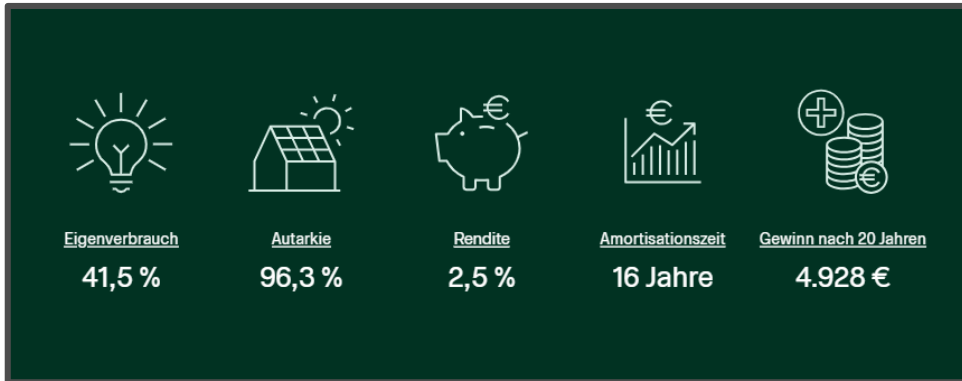 Eigenverbrauch Autarkie Rendite Amortisationszeit Gewinn nach 20 Jahren
41,5 % 96,3 % 2,5 % 16 Jahre 4.928 €